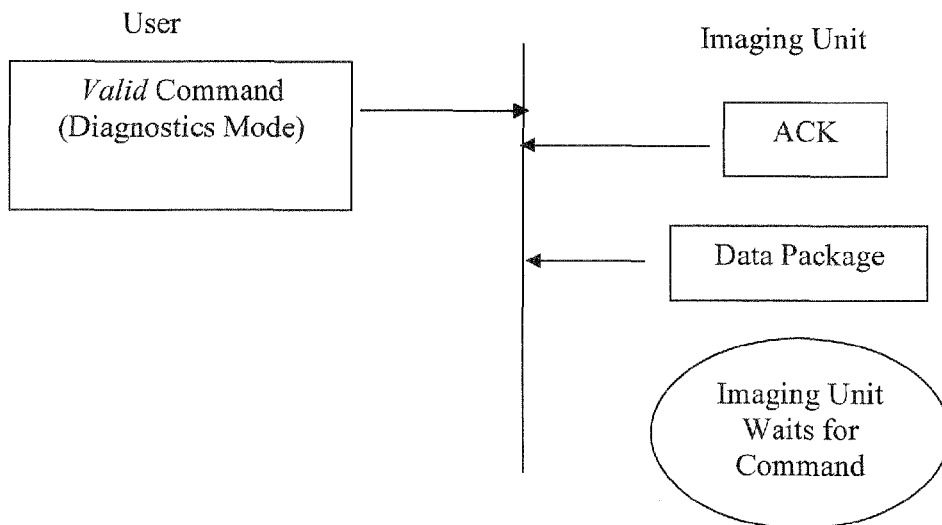 User
Imaging Unit
Valid Command
(Diagnostics Mode)
ACK
Data Package
Imaging Unit
Waits for
Command